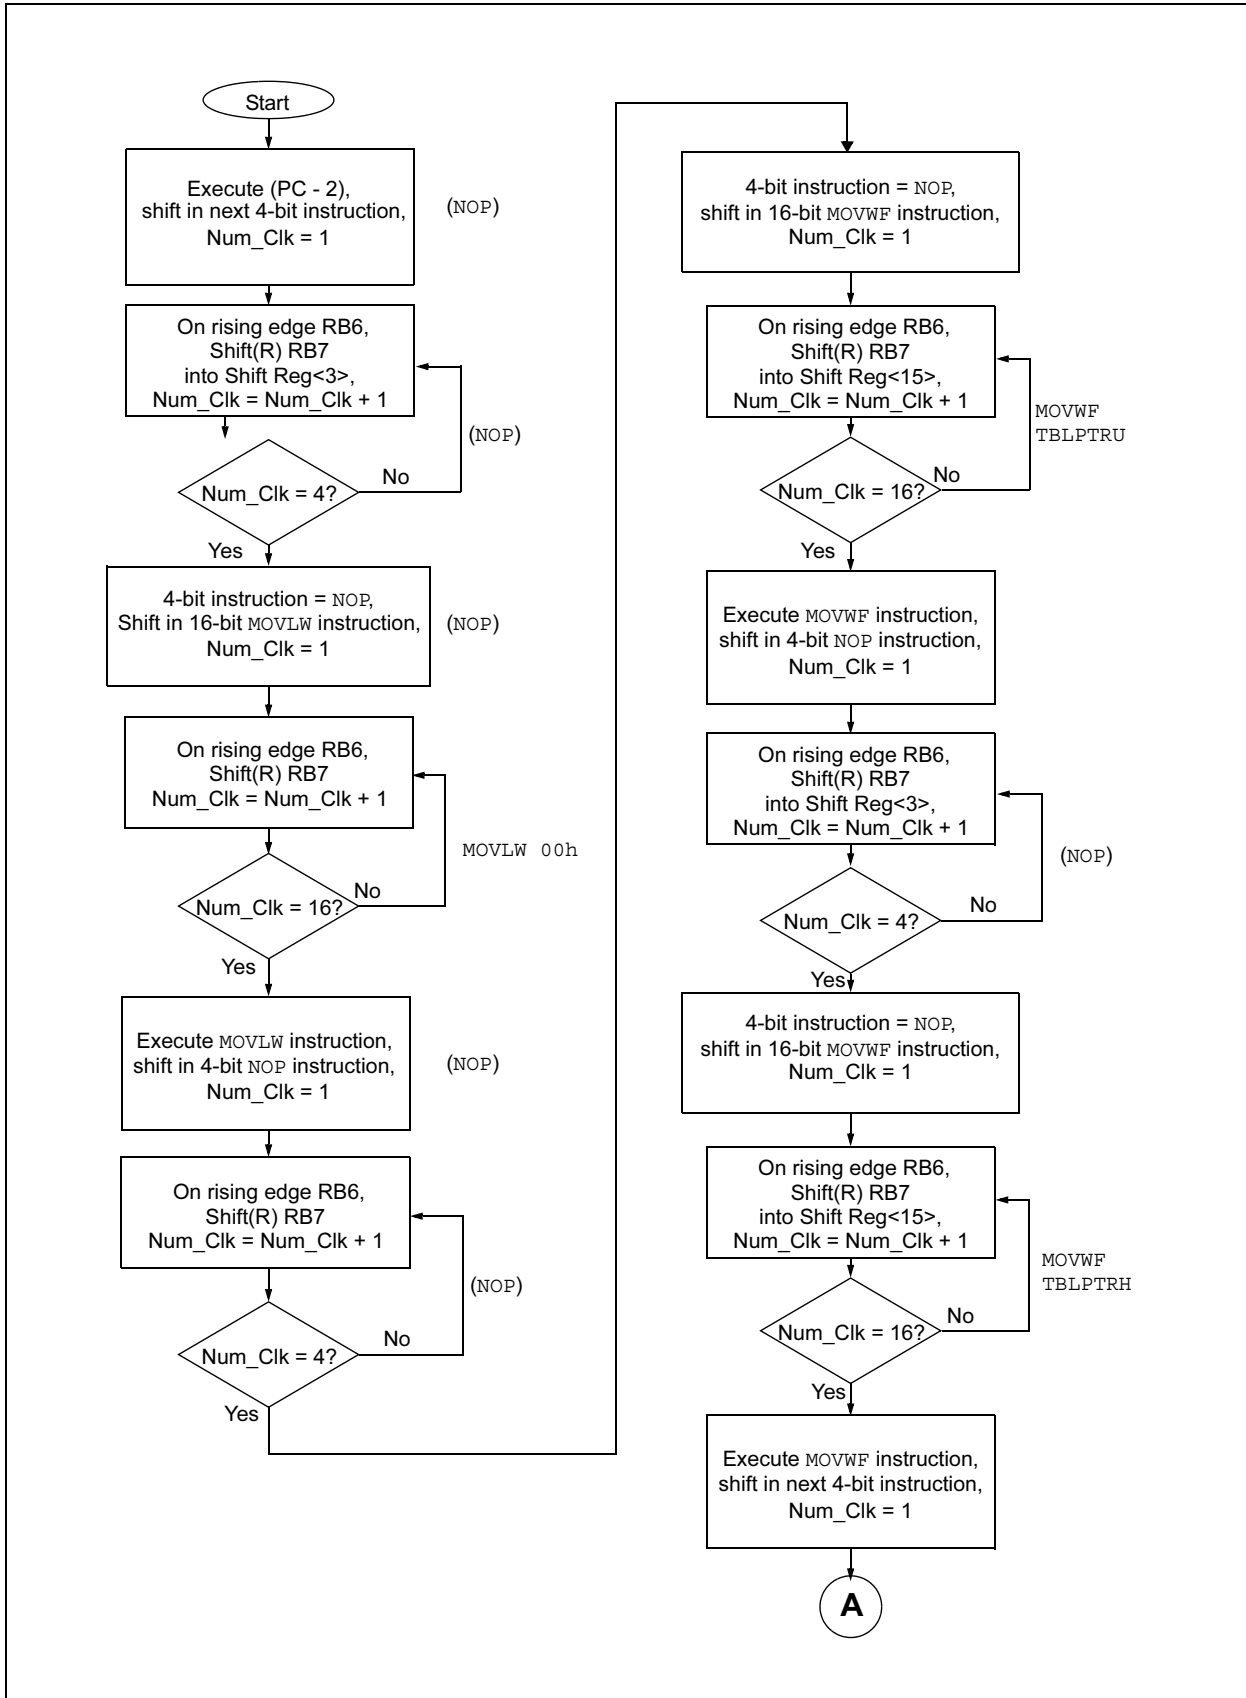 Start
Execute (PC - 2),
shift in next 4-bit instruction,
Num_Clk = 1
(NOP)
On rising edge RB6,
Shift(R) RB7
into Shift Reg<3>,
Num_Clk = Num_Clk + 1
(NOP)
Num_Clk = 4?
No
Yes
4-bit instruction = NOP,
Shift in 16-bit MOVLW instruction,
Num_Clk = 1
(NOP)
On rising edge RB6,
Shift(R) RB7
Num_Clk = Num_Clk + 1
MOVLW 00h
Num_Clk = 16?
No
Yes
Execute MOVLW instruction,
shift in 4-bit NOP instruction,
Num_Clk = 1
(NOP)
On rising edge RB6,
Shift(R) RB7
Num_Clk = Num_Clk + 1
(NOP)
Num_Clk = 4?
No
Yes
4-bit instruction = NOP,
shift in 16-bit MOVWF instruction,
Num_Clk = 1
On rising edge RB6,
Shift(R) RB7
into Shift Reg<15>,
Num_Clk = Num_Clk + 1
MOVWF
TBLPTRU
Num_Clk = 16?
No
Yes
Execute MOVWF instruction,
shift in 4-bit NOP instruction,
Num_Clk = 1
On rising edge RB6,
Shift(R) RB7
into Shift Reg<3>,
Num_Clk = Num_Clk + 1
(NOP)
Num_Clk = 4?
No
Yes
4-bit instruction = NOP,
shift in 16-bit MOVWF instruction,
Num_Clk = 1
On rising edge RB6,
Shift(R) RB7
into Shift Reg<15>,
Num_Clk = Num_Clk + 1
MOVWF
TBLPTRH
Num_Clk = 16?
No
Yes
Execute MOVWF instruction,
shift in next 4-bit instruction,
Num_Clk = 1
A